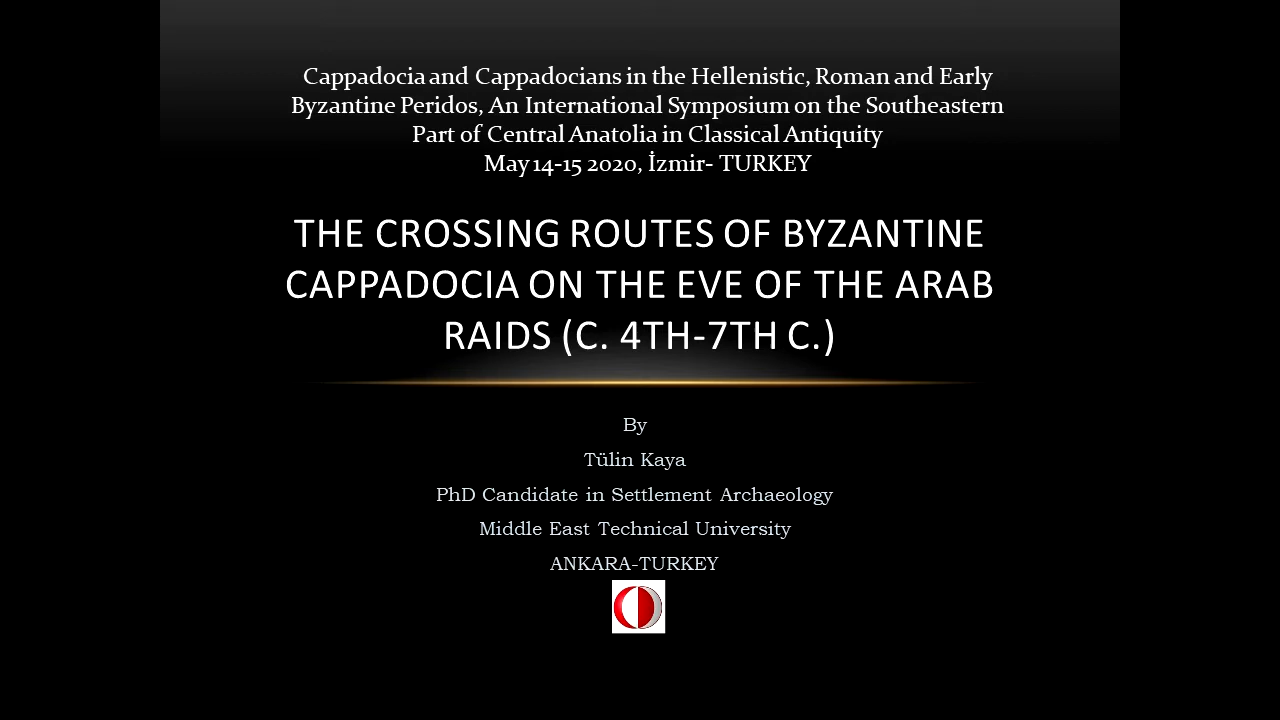 Cappadocia and Cappadocians in the Hellenistic, Roman and Early
Byzantine Peridos, An International Symposium on the Southeastern
Part of Central Anatolia in Classical Antiquity
May 14-15 2020, İzmir- TURKEY
THE CROSSING ROUTES OF BYZANTINE
CAPPADOCIA ON THE EVE OF THE ARAB
RAIDS (C. 4TH-7TH C.)
By
Tülin Kaya
PhD Candidate in Settlement Archaeology
Middle East Technical University
ANKARA-TURKEY